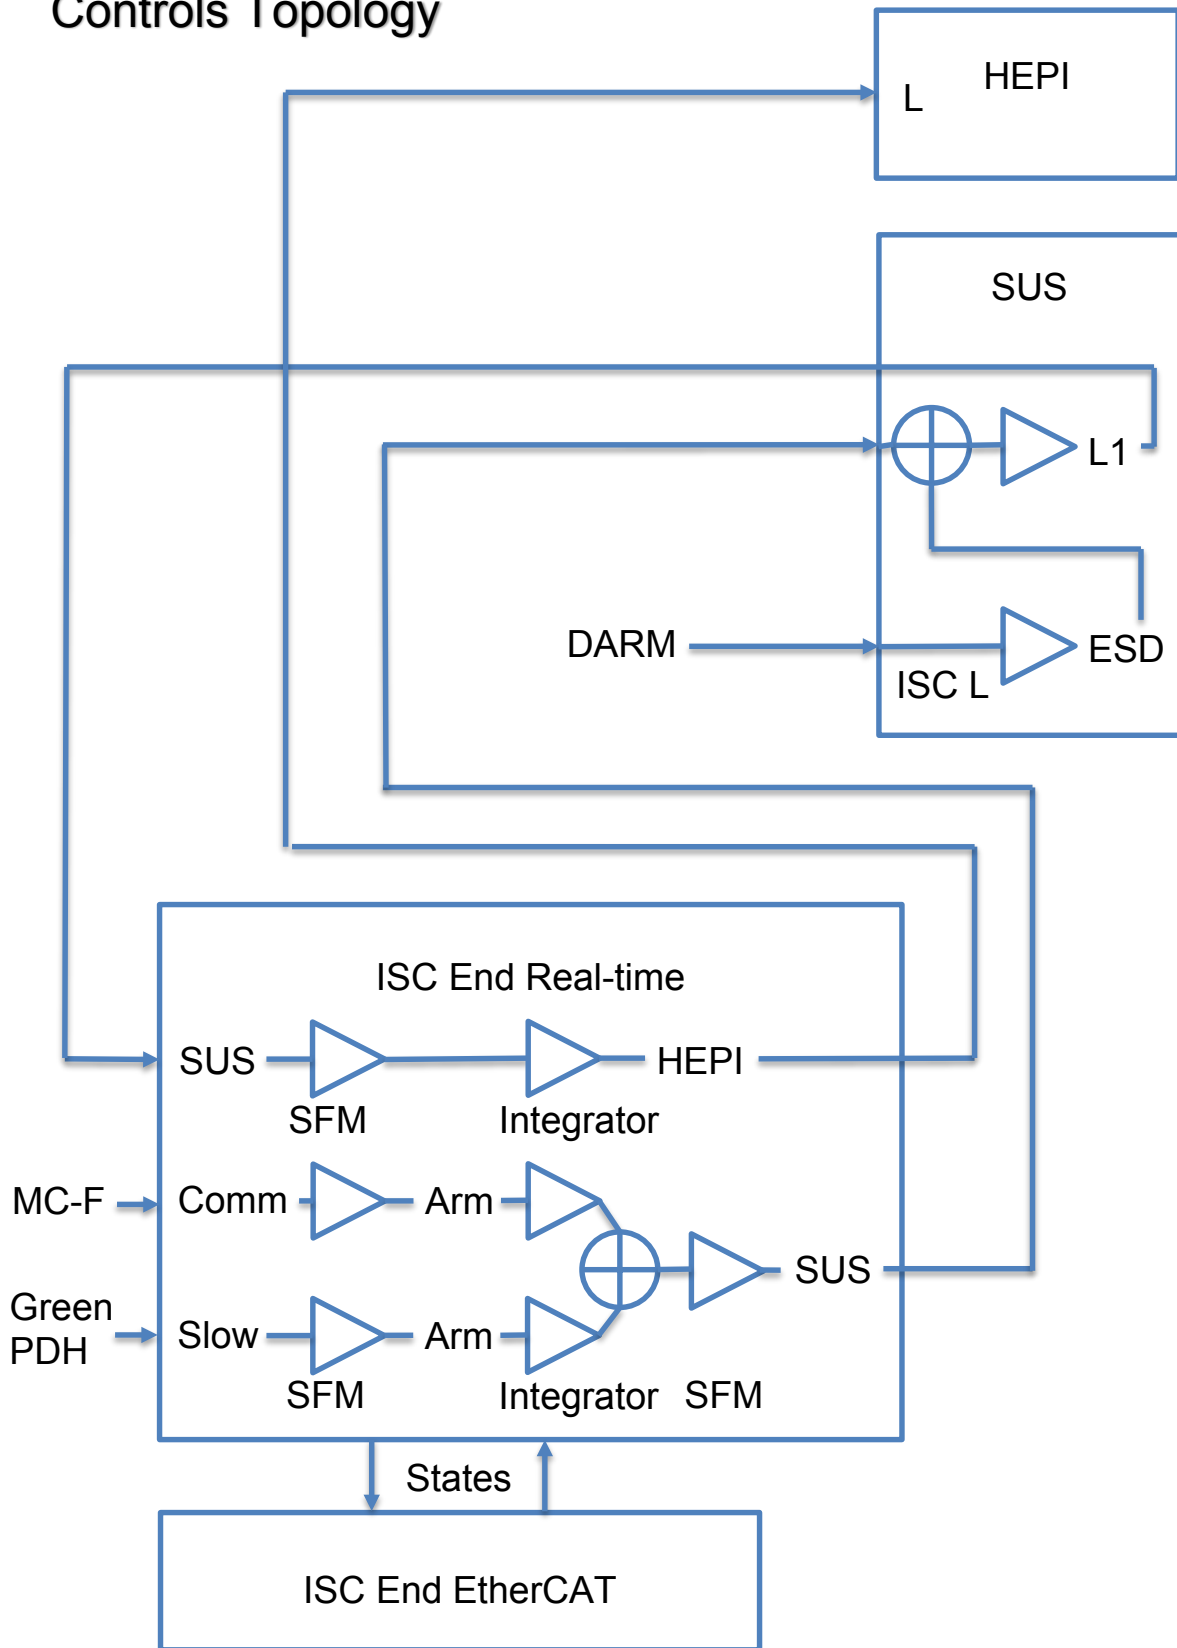 Controls Topology
HEPI
L
SUS
L1
DARM
ESD
ISC L
ISC End Real-time
SUS
HEPI
SFM
Integrator
MC-F
Comm
Arm
SUS
Green
PDH
Slow
Arm
SFM
Integrator
SFM
States
ISC End EtherCAT